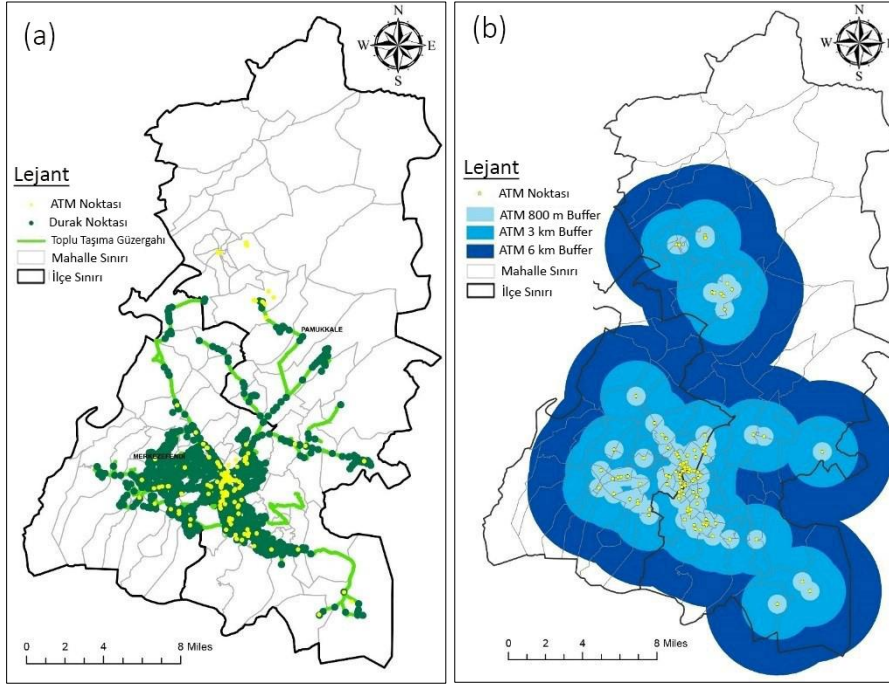 (a)
N
W E
S
Lejant
ATM Noktası
Durak Noktası
Toplu Taşıma Güzergahı
Mahalle Sınırı
İlçe Sınırı
PAMUKKALE
MERKEZEFENDİ
0 2 4 8 Miles
(b)
N
W E
S
Lejant
ATM Noktası
ATM 800 m Buffer
ATM 3 km Buffer
ATM 6 km Buffer
Mahalle Sınırı
İlçe Sınırı
0 2 4 8 Miles